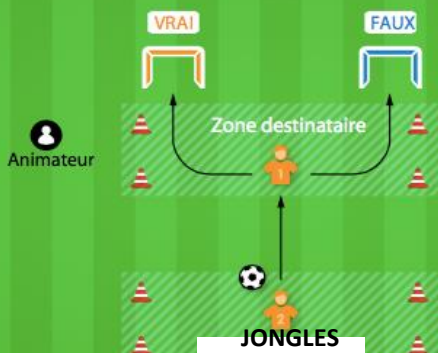 VRAI
FAUX
Zone destinataire
Animateur
1
2
JONGLES